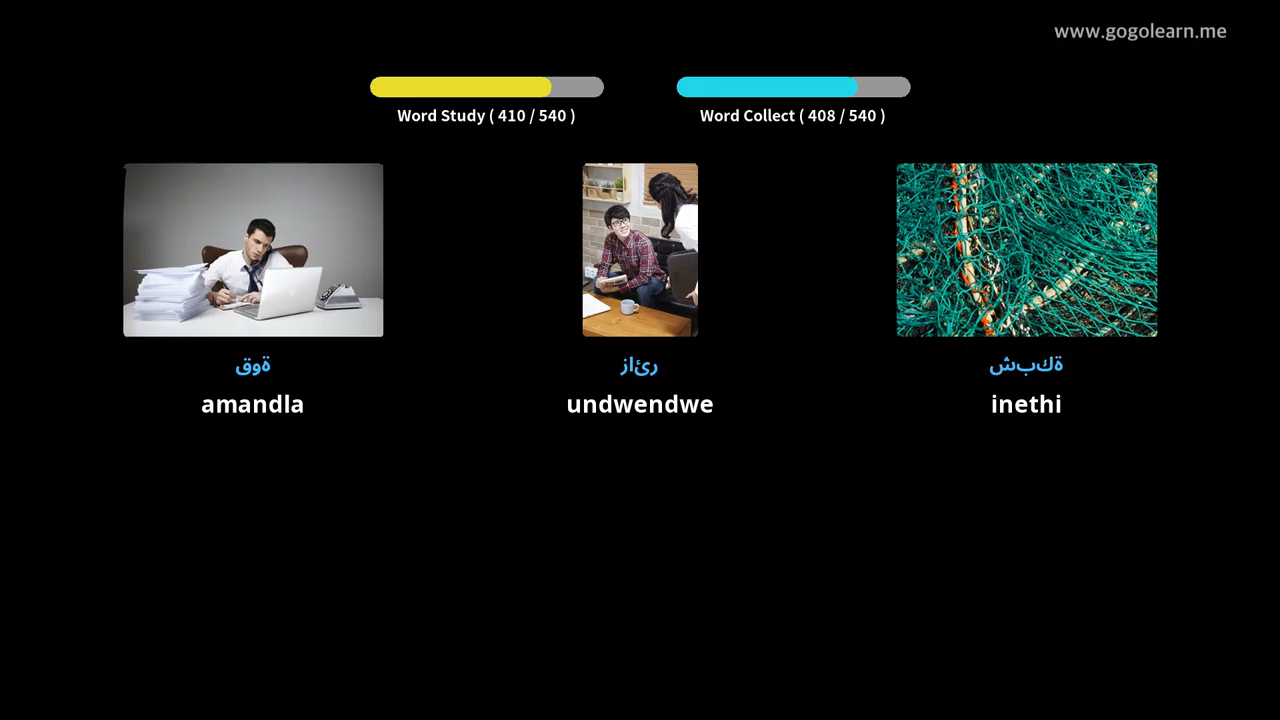 www.gogolearn.me
Word Study ( 410 / 540 )
Word Collect ( 408 / 540 )
ةوق
رئاز
ةكبش
amandla
undwendwe
inethi